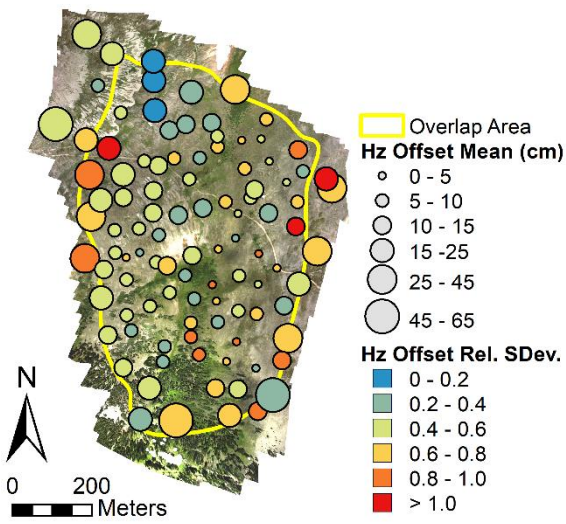 Overlap Area
Hz Offset Mean (cm)
0 - 5
5 - 10
10 - 15
15 -25
25 - 45
45 - 65
Hz Offset Rel. SDev.
0 - 0.2
0.2 - 0.4
0.4 - 0.6
0.6 - 0.8
0.8 - 1.0
> 1.0
N
0 200
Meters